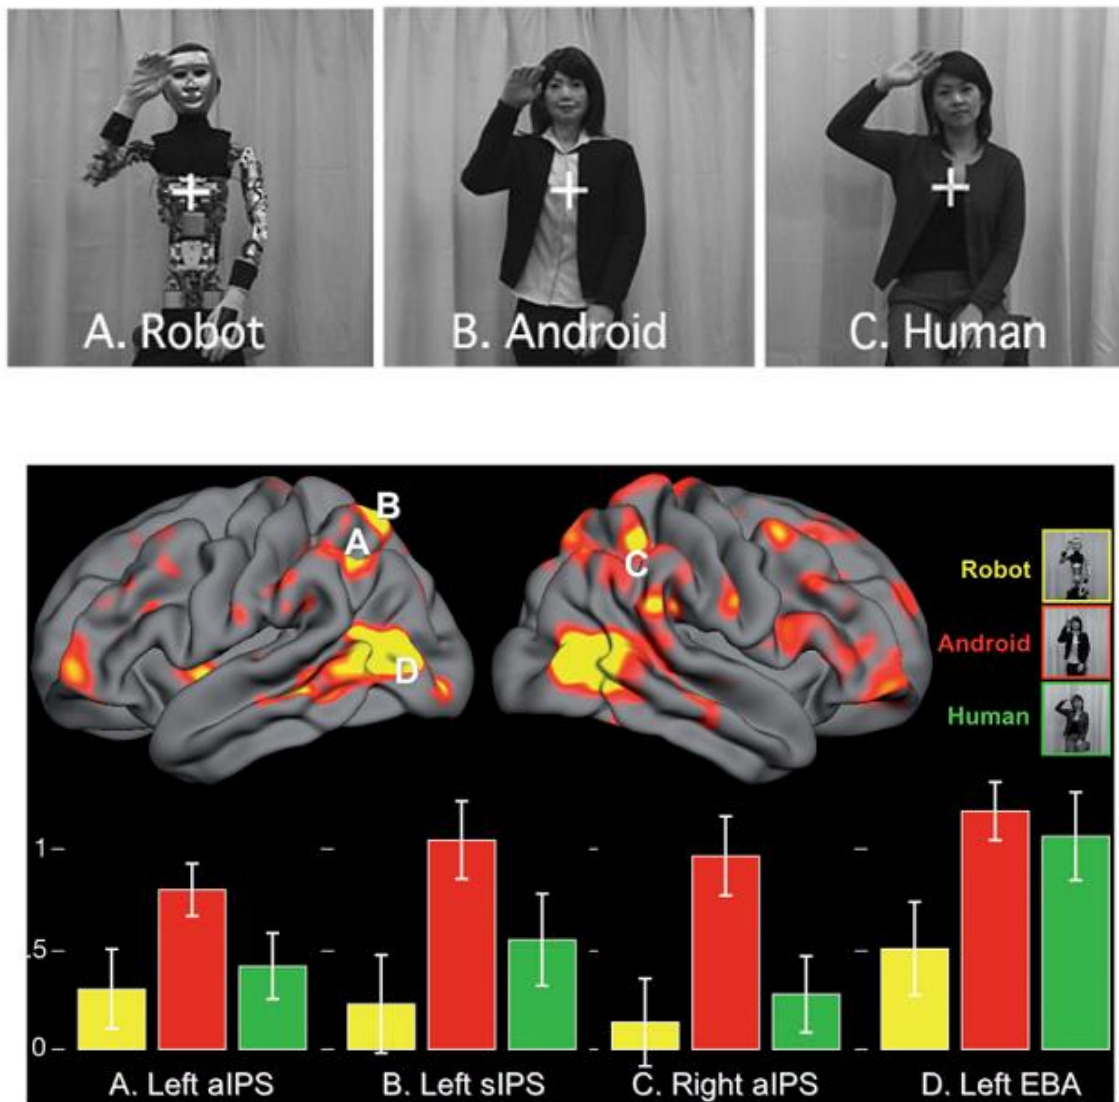 A. Robot
B. Android
C. Human
B
A
C
D
Robot
Android
Human
1
.5
0
A. Left aIPS
B. Left sIPS
C. Right aIPS
D. Left EBA